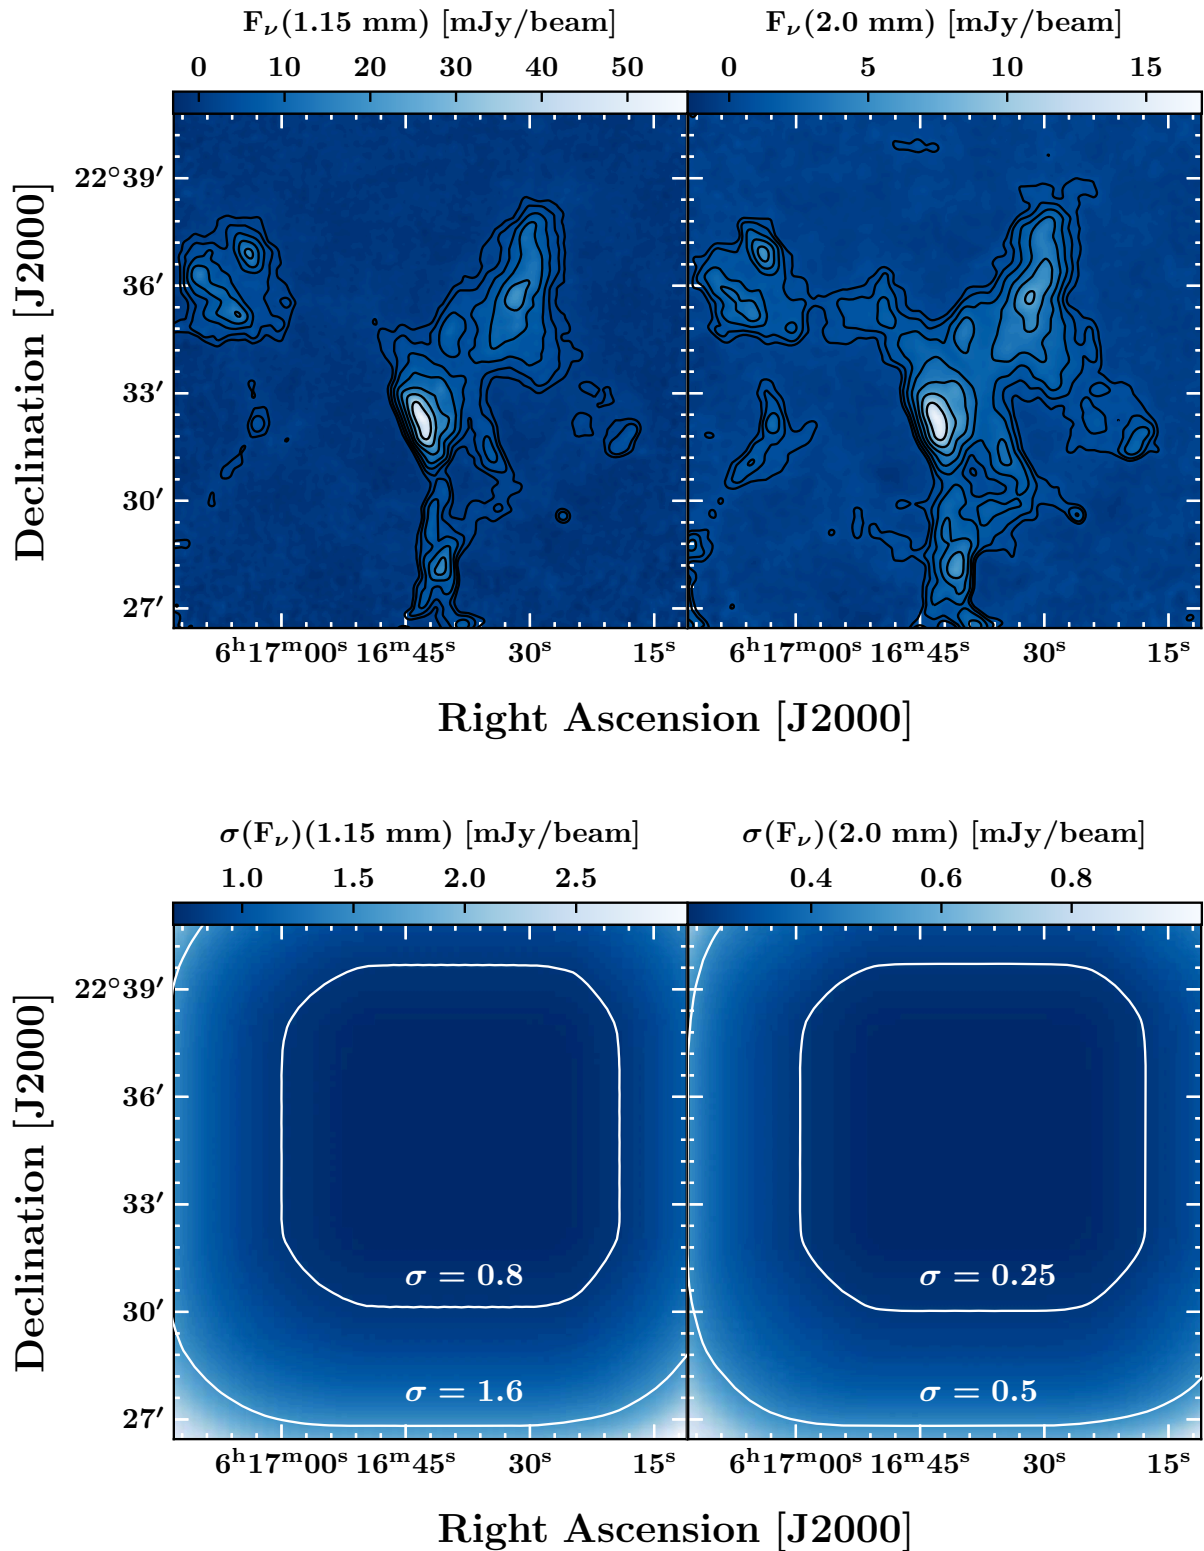 F_ν(1.15 mm) [mJy/beam] F_ν(2.0 mm) [mJy/beam]
0 10 20 30 40 50 0 5 10 15
22°39′
36′
33′
30′
27′
Declination [J2000]
6ʰ17ᵐ00ˢ 16ᵐ45ˢ 30ˢ 15ˢ 6ʰ17ᵐ00ˢ 16ᵐ45ˢ 30ˢ 15ˢ
Right Ascension [J2000]
σ(F_ν)(1.15 mm) [mJy/beam] σ(F_ν)(2.0 mm) [mJy/beam]
1.0 1.5 2.0 2.5 0.4 0.6 0.8
22°39′
36′
33′
30′
27′
Declination [J2000]
σ = 0.8 σ = 0.25
σ = 1.6 σ = 0.5
6ʰ17ᵐ00ˢ 16ᵐ45ˢ 30ˢ 15ˢ 6ʰ17ᵐ00ˢ 16ᵐ45ˢ 30ˢ 15ˢ
Right Ascension [J2000]